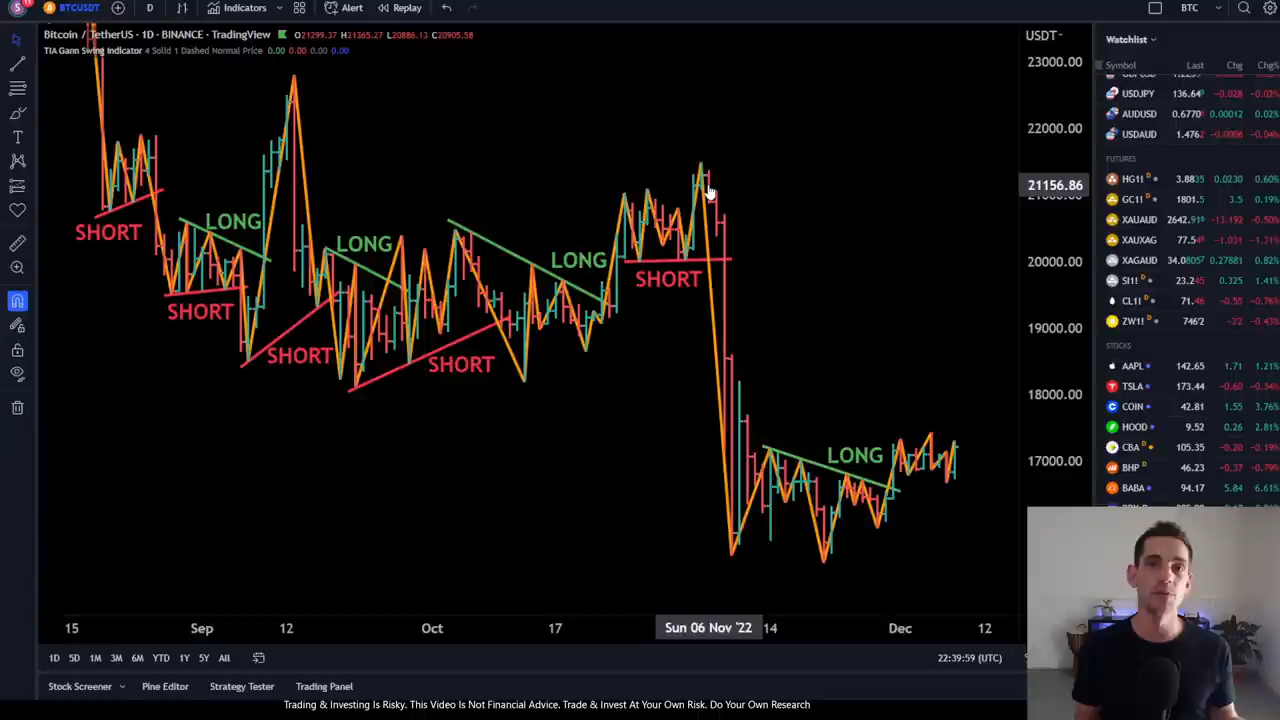 BTCUSDT D Indicators Alert Replay BTC
Bitcoin / TetherUS · 1D · BINANCE · TradingView O21299.37 H21365.27 L20886.13 C20905.58
TIA Gann Swing Indicator 4 Solid 1 Dashed Normal Price 0.00 0.00 0.00 0.00
USDT
23000.00
22000.00
21156.86
20000.00
19000.00
18000.00
17000.00
SHORT
LONG
SHORT
LONG
SHORT
LONG
SHORT
SHORT
LONG
15 Sep 12 Oct 17 Sun 06 Nov '22 14 Dec 12
1D 5D 1M 3M 6M YTD 1Y 5Y All
22:39:59 (UTC)
Stock Screener Pine Editor Strategy Tester Trading Panel
Watchlist
Symbol Last Chg Chg%
USDJPY 136.64 −0.028 −0.02%
AUDUSD 0.6770 0.00012 0.02%
USDAUD 1.476 −0.0006 −0.04%
FUTURES
HG1! D 3.8835 0.0230 0.60%
GC1! D 1801.5 3.5 0.19%
XAUAUD 2642.91 −13.192 −0.50%
XAUXAG 77.54 −1.031 −1.31%
XAGAUD 34.0805 0.27881 0.82%
SI1! D 23.245 0.325 1.41%
CL1! D 71.46 −0.55 −0.76%
ZW1! D 746'2 −3'2 −0.43%
STOCKS
AAPL 142.65 1.71 1.21%
TSLA 173.44 −0.60 −0.34%
COIN 42.81 1.55 3.76%
HOOD 9.52 0.26 2.81%
CBA 105.35 −0.20 −0.19%
BHP 46.23 −0.37 −0.79%
BABA 94.17 5.84 6.61%
Trading & Investing Is Risky. This Video Is Not Financial Advice. Trade & Invest At Your Own Risk. Do Your Own Research